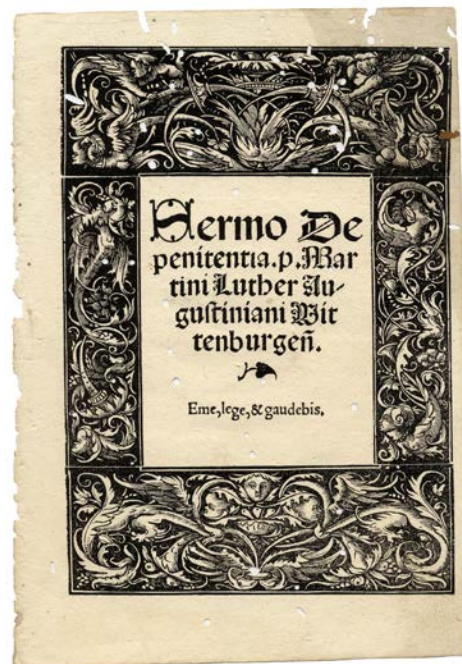 Sermo De
penitentia.p.Mar
tini Luther Au-
gustiniani Wit
tenburgeñ.
Eme, lege, & gaudebis.